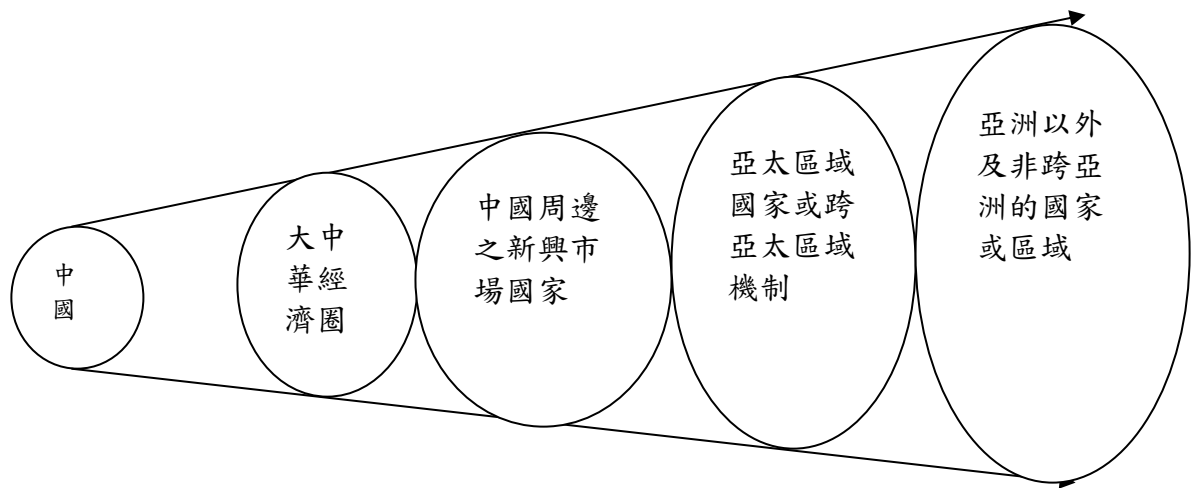 中
國
大中
華經
濟圈
中國周邊
之新興市
場國家
亞太區域
國家或跨
亞太區域
機制
亞洲以外
及非跨亞
洲的國家
或區域